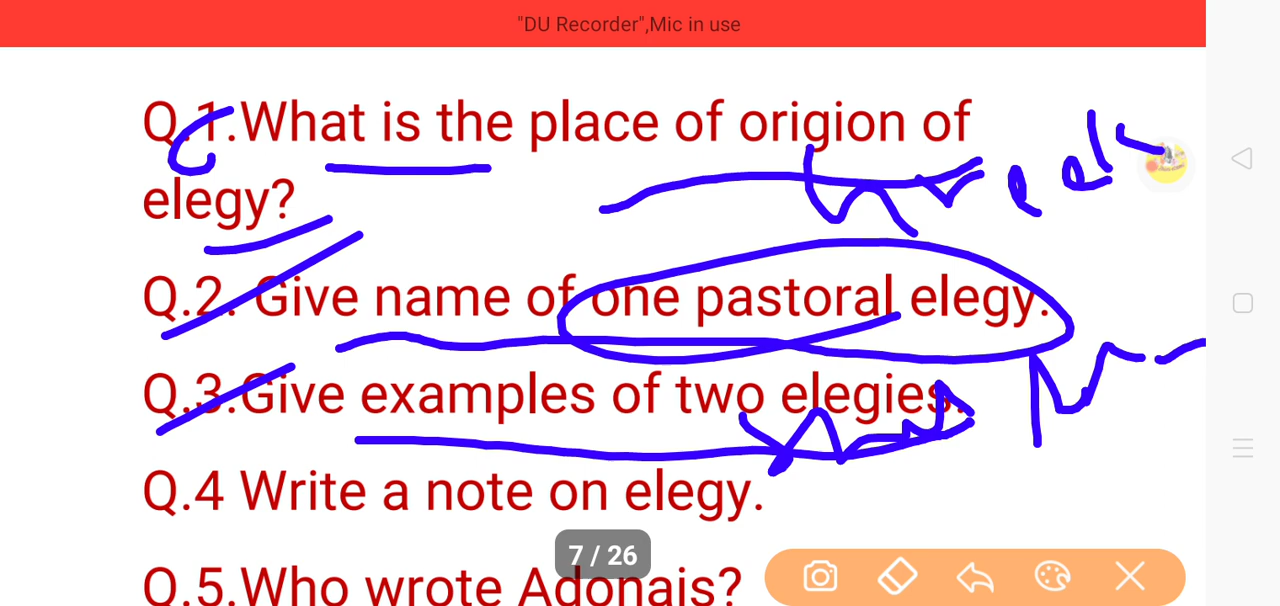 "DU Recorder",Mic in use
Q.1.What is the place of origion of
elegy?
Q.2. Give name of one pastoral elegy.
Q.3.Give examples of two elegies.
Q.4 Write a note on elegy.
7 / 26
Q.5.Who wrote Adonais?